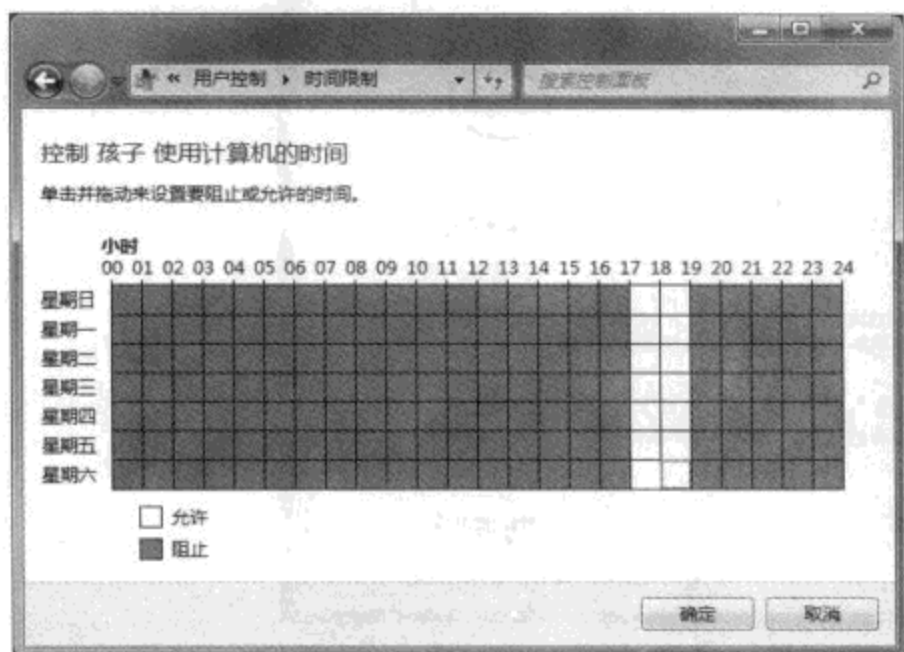 « 用户控制 ▸ 时间限制
搜索控制面板
控制 孩子 使用计算机的时间
单击并拖动来设置要阻止或允许的时间。
小时
00 01 02 03 04 05 06 07 08 09 10 11 12 13 14 15 16 17 18 19 20 21 22 23 24
星期日
星期一
星期二
星期三
星期四
星期五
星期六
允许
阻止
确定
取消